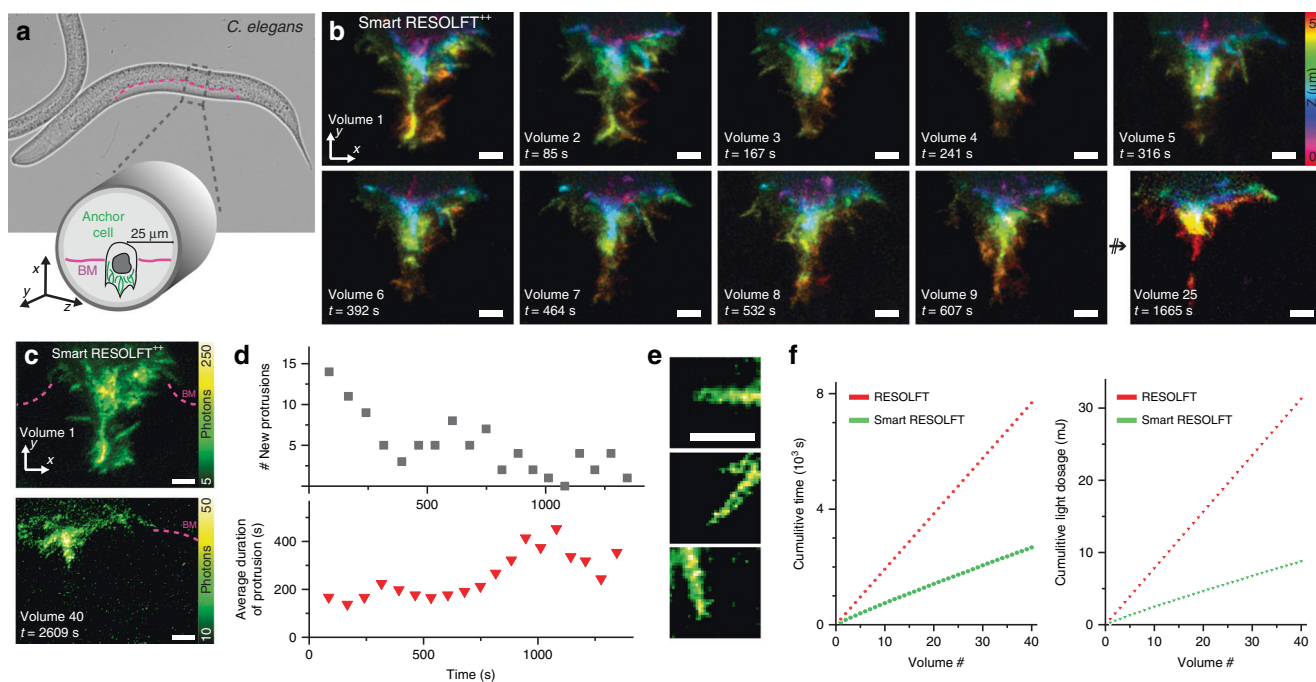 a
C. elegans
Anchor
cell
25 μm
BM
x
y
z
b
Smart RESOLFT++
Volume 1
y
x
Volume 2
t = 85 s
Volume 3
t = 167 s
Volume 4
t = 241 s
Volume 5
t = 316 s
5
Z (μm)
0
Volume 6
t = 392 s
Volume 7
t = 464 s
Volume 8
t = 532 s
Volume 9
t = 607 s
Volume 25
t = 1665 s
c
Smart RESOLFT++
BM
BM
Volume 1
y
x
250
Photons
5
BM
Volume 40
t = 2609 s
50
Photons
10
d
15
10
5
# New protrusions
500
1000
400
200
0
Average duration
of protrusion (s)
0
500
1000
Time (s)
e
f
RESOLFT
Smart RESOLFT
8
4
0
Cumulitive time (10³ s)
0
10
20
30
40
Volume #
RESOLFT
Smart RESOLFT
30
20
10
0
Cumulitive light dosage (mJ)
0
10
20
30
40
Volume #